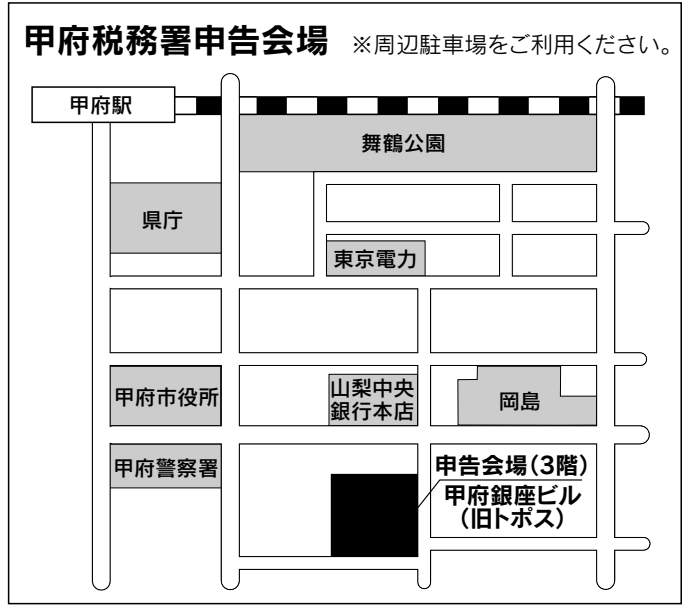 甲府税務署申告会場 ※周辺駐車場をご利用ください。
甲府駅
舞鶴公園
県庁
東京電力
甲府市役所
山梨中央
銀行本店
岡島
甲府警察署
申告会場(3階)
甲府銀座ビル
(旧トポス)